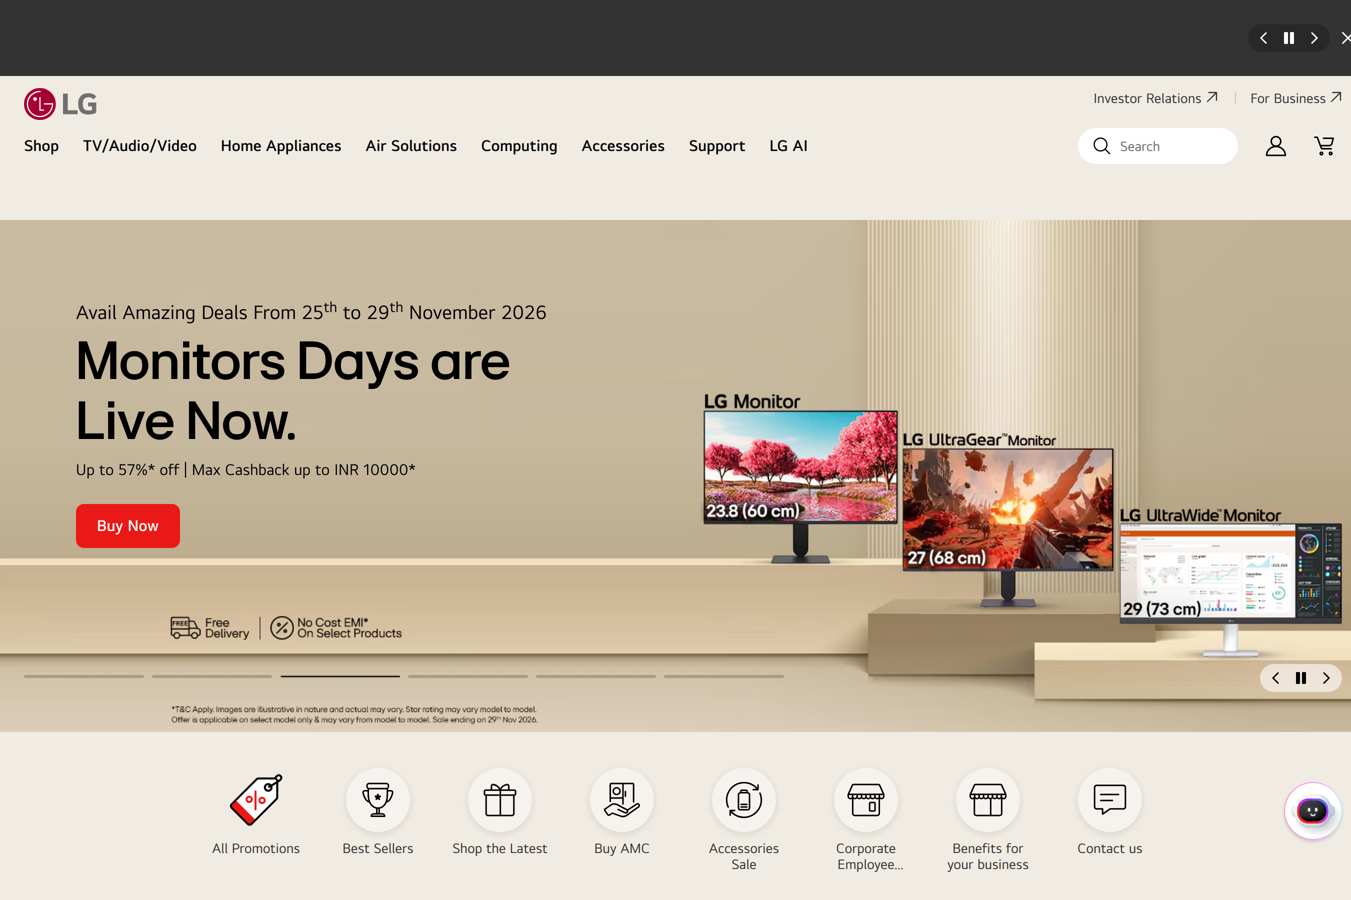 LG
Investor Relations
For Business
Shop
TV/Audio/Video
Home Appliances
Air Solutions
Computing
Accessories
Support
LG AI
Search
Avail Amazing Deals From 25th to 29th November 2026
Monitors Days are
Live Now.
Up to 57%* off | Max Cashback up to INR 10000*
Buy Now
LG Monitor
23.8 (60 cm)
LG UltraGear™ Monitor
27 (68 cm)
LG UltraWide™ Monitor
29 (73 cm)
FREE
Free
Delivery
No Cost EMI*
On Select Products
*T&C Apply. Images are illustrative in nature and actual may vary. Star rating may vary model to model.
Offer is applicable on select model only & may vary from model to model. Sale ending on 29th Nov 2026.
All Promotions
Best Sellers
Shop the Latest
Buy AMC
Accessories
Sale
Corporate
Employee...
Benefits for
your business
Contact us